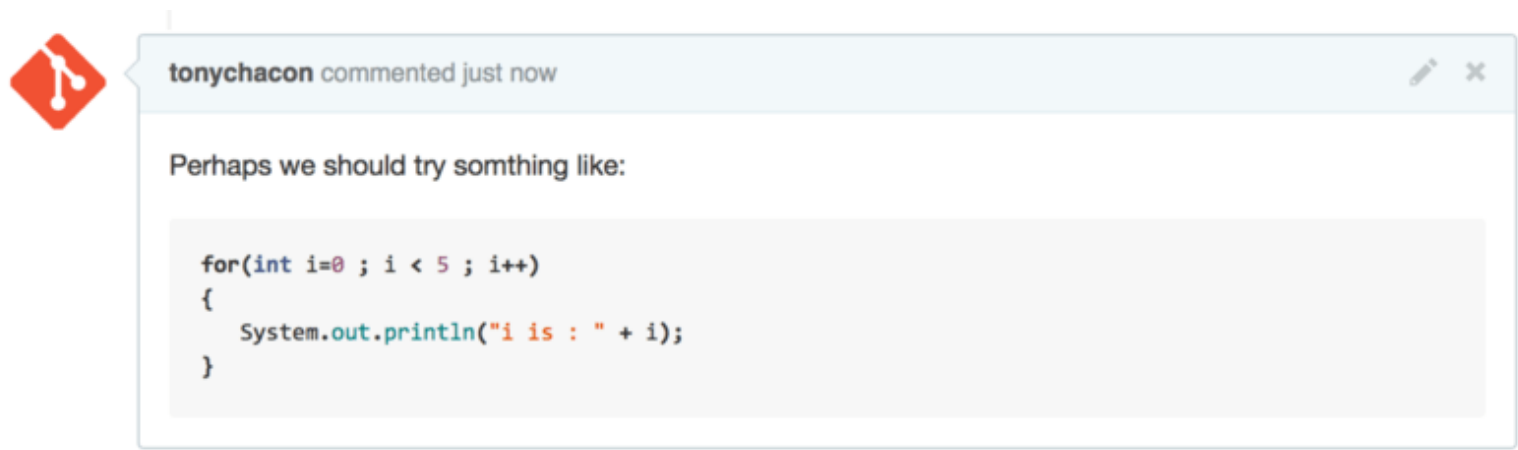 tonychacon commented just now
Perhaps we should try somthing like:
for(int i=0 ; i < 5 ; i++)
{
   System.out.println("i is : " + i);
}